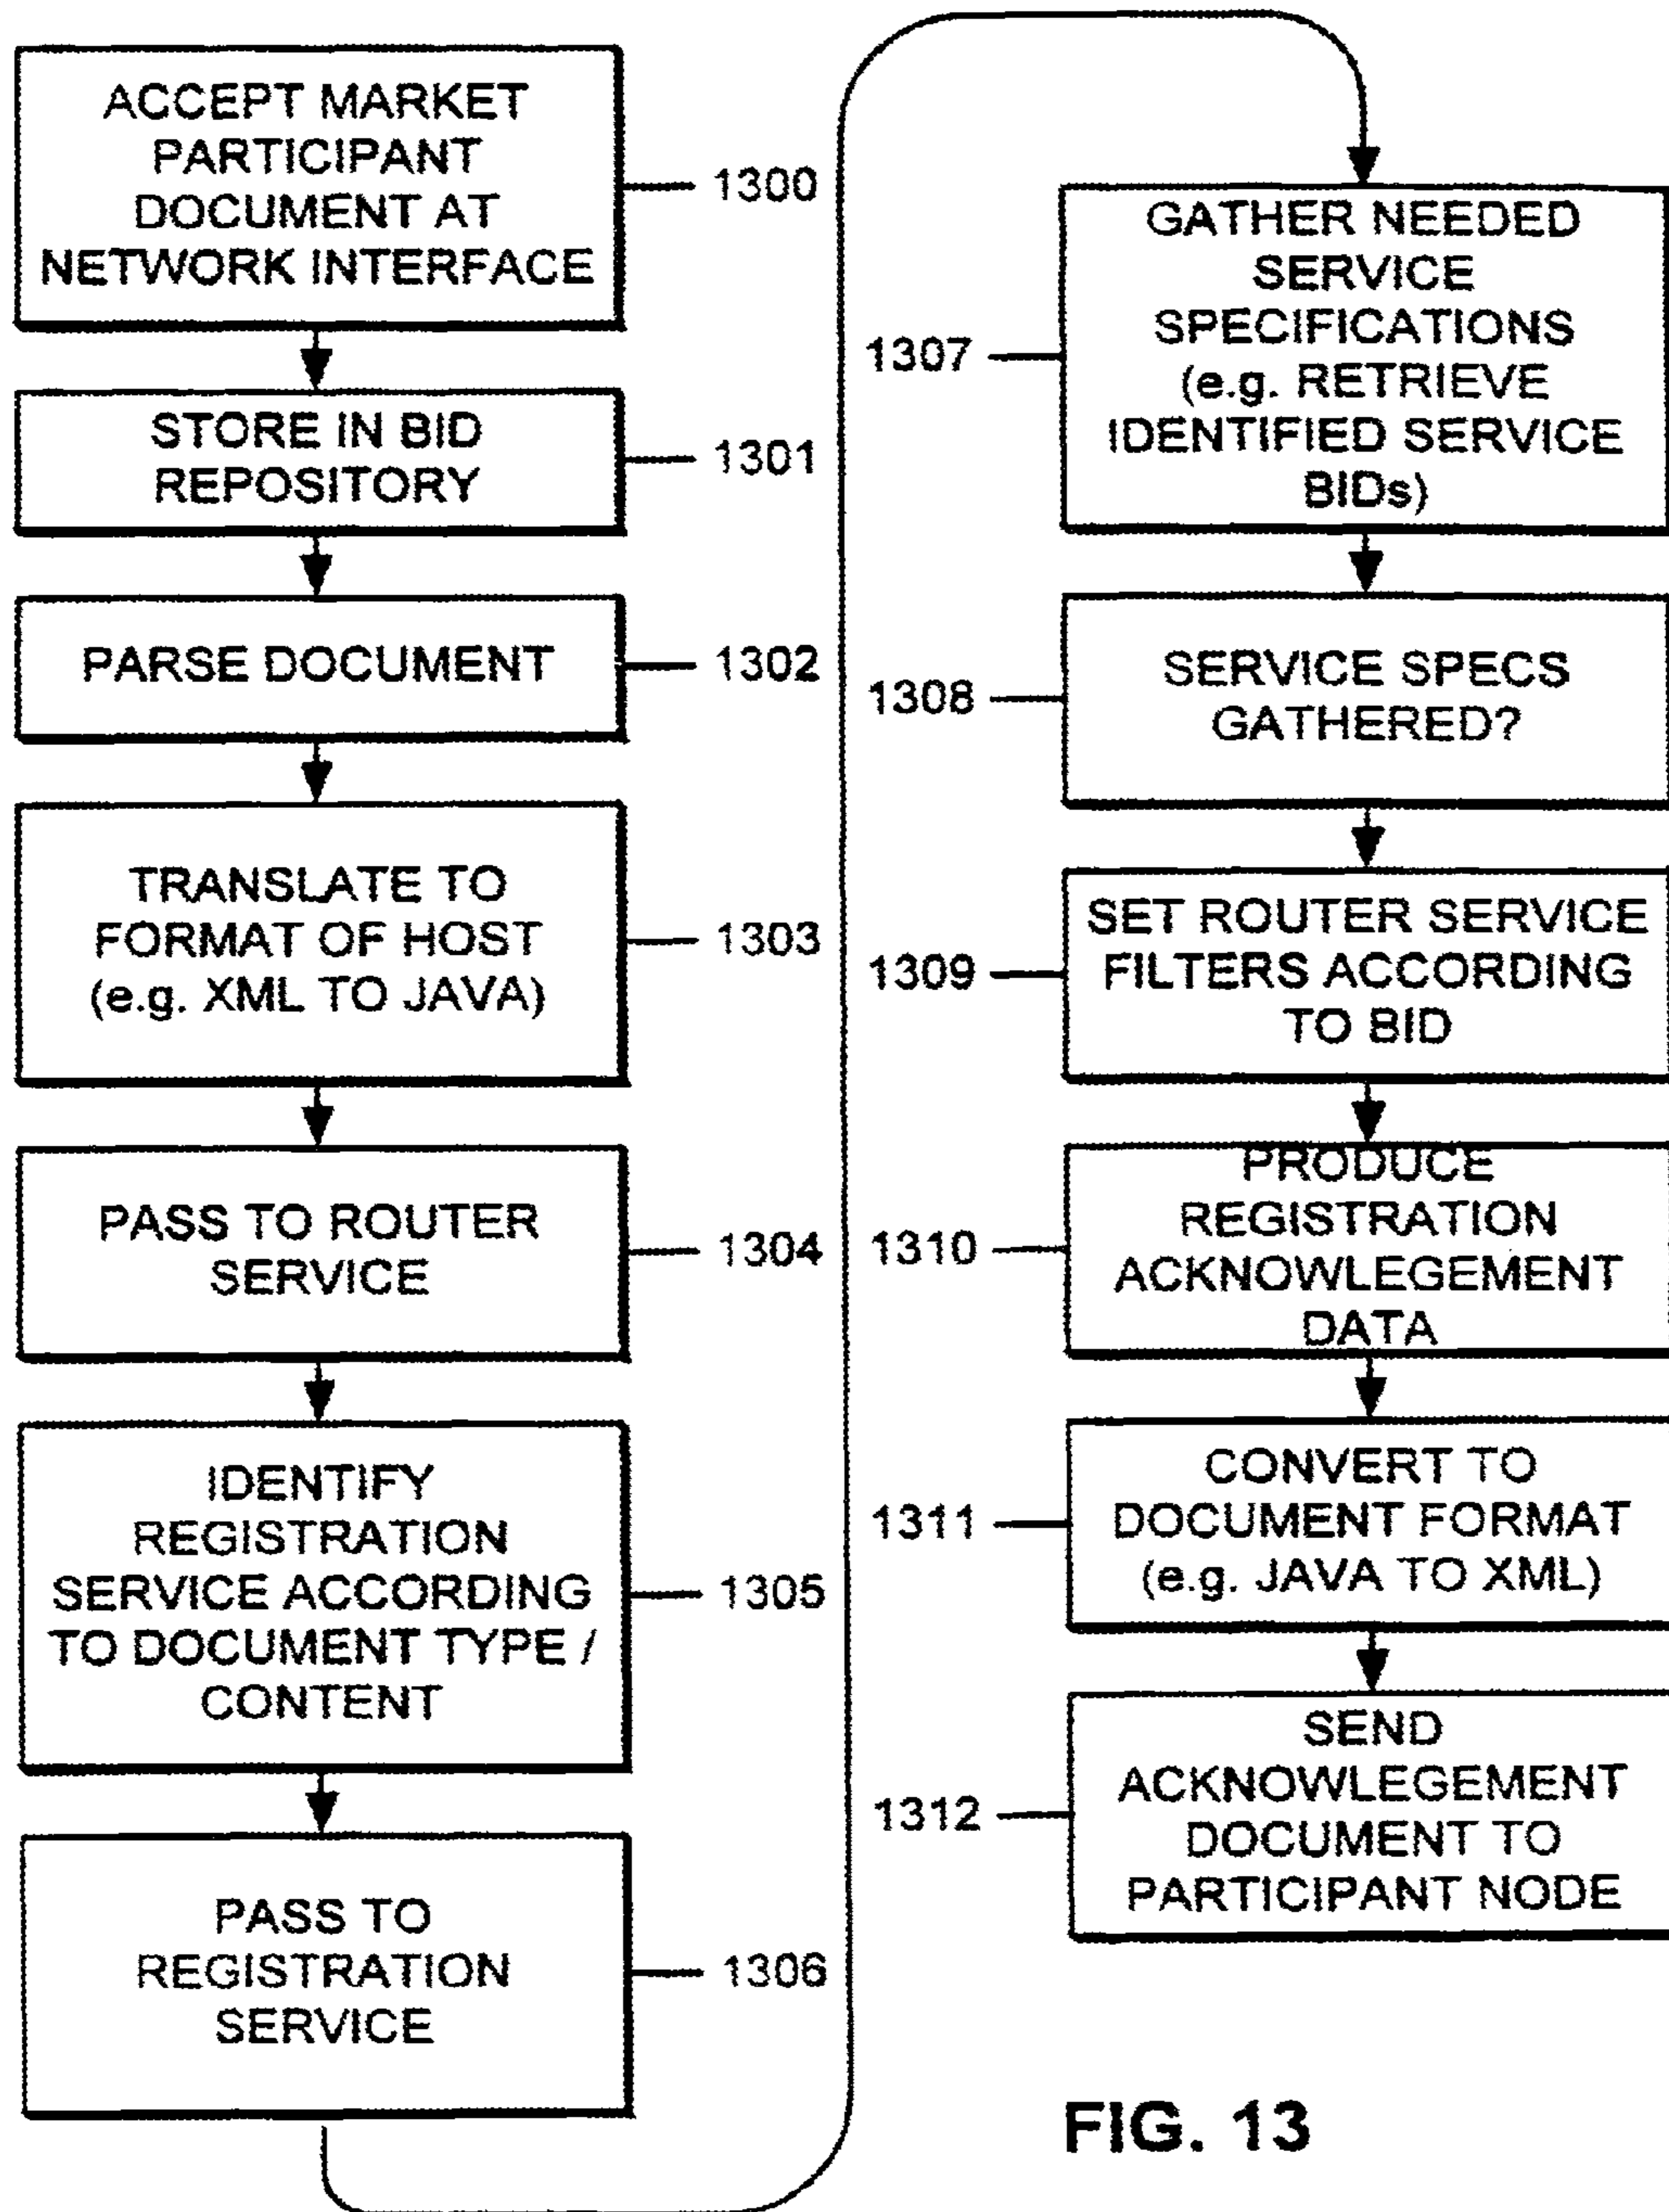 ACCEPT MARKET
PARTICIPANT
DOCUMENT AT
NETWORK INTERFACE
1300
STORE IN BID
REPOSITORY
1301
PARSE DOCUMENT
1302
TRANSLATE TO
FORMAT OF HOST
(e.g. XML TO JAVA)
1303
PASS TO ROUTER
SERVICE
1304
IDENTIFY
REGISTRATION
SERVICE ACCORDING
TO DOCUMENT TYPE /
CONTENT
1305
PASS TO
REGISTRATION
SERVICE
1306
GATHER NEEDED
SERVICE
SPECIFICATIONS
(e.g. RETRIEVE
IDENTIFIED SERVICE
BIDs)
1307
SERVICE SPECS
GATHERED?
1308
SET ROUTER SERVICE
FILTERS ACCORDING
TO BID
1309
PRODUCE
REGISTRATION
ACKNOWLEGEMENT
DATA
1310
CONVERT TO
DOCUMENT FORMAT
(e.g. JAVA TO XML)
1311
SEND
ACKNOWLEGEMENT
DOCUMENT TO
PARTICIPANT NODE
1312
FIG. 13